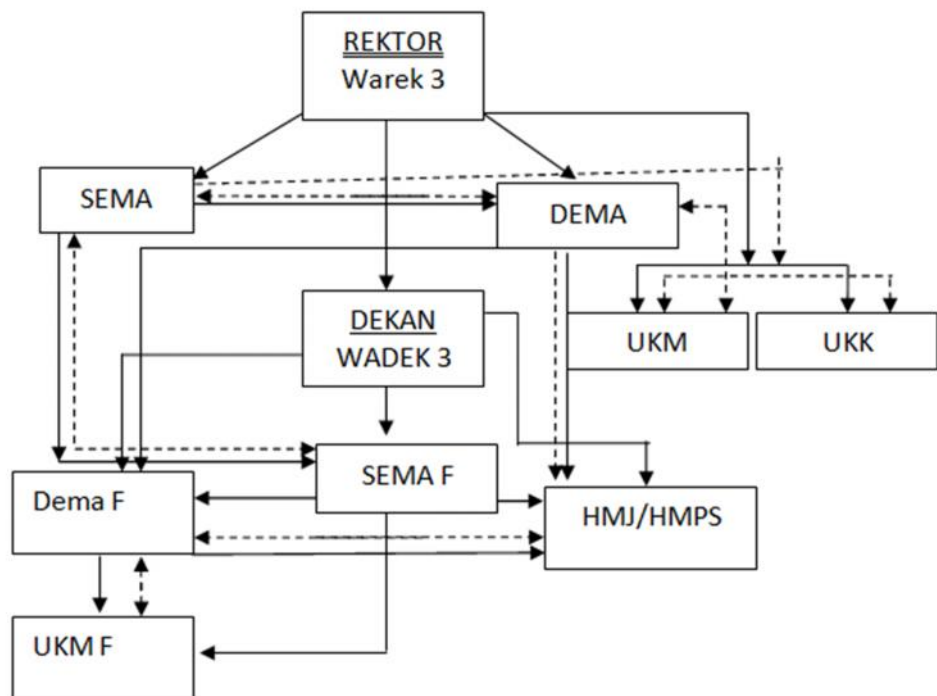 REKTOR
Warek 3
SEMA
DEMA
DEKAN
WADEK 3
UKM
UKK
SEMA F
Dema F
HMJ/HMPS
UKM F